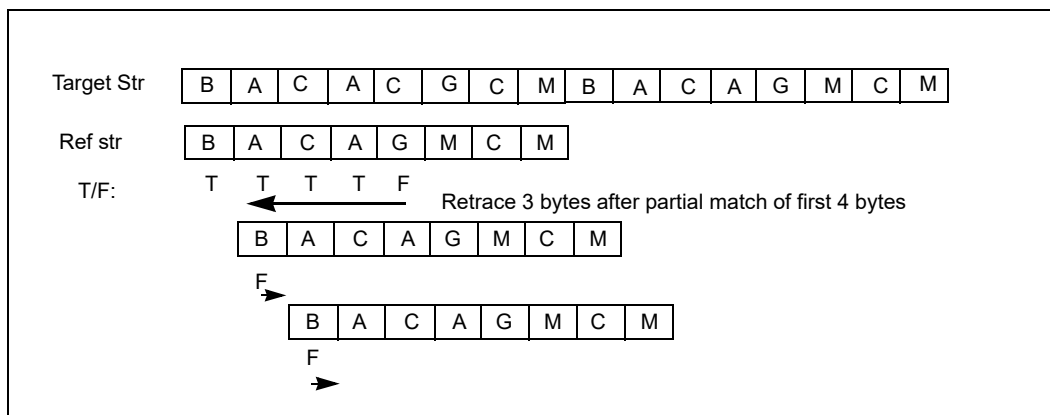 Target Str B A C A C G C M B A C A G M C M
Ref str B A C A G M C M
T/F: T T T T F
Retrace 3 bytes after partial match of first 4 bytes
B A C A G M C M
F
B A C A G M C M
F